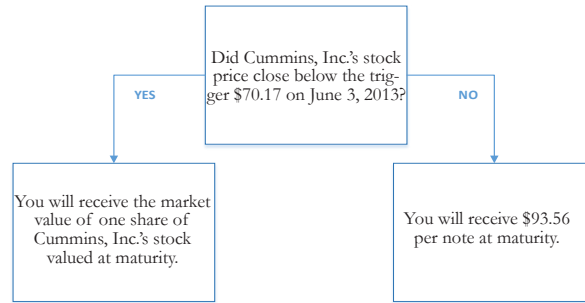 Did Cummins, Inc.'s stock
price close below the trig-
ger $70.17 on June 3, 2013?
YES
NO
You will receive the market
value of one share of
Cummins, Inc.'s stock
valued at maturity.
You will receive $93.56
per note at maturity.